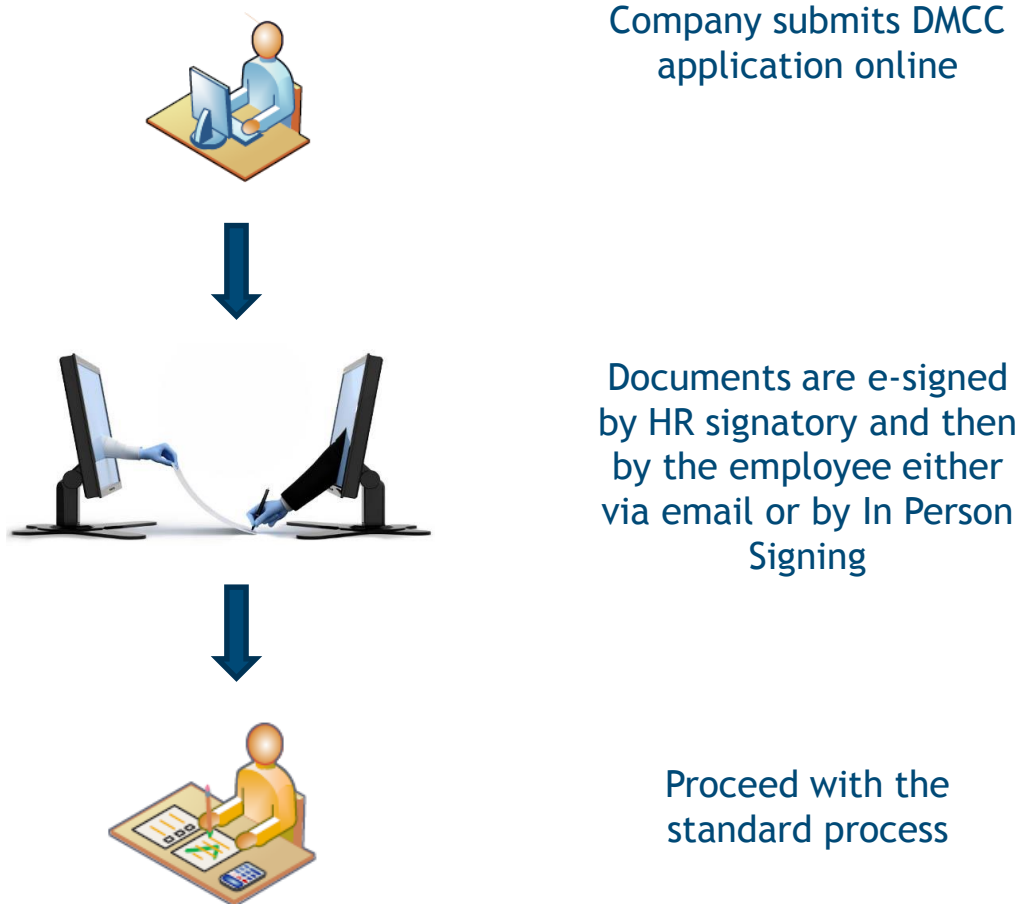 Company submits DMCC
application online
Documents are e-signed
by HR signatory and then
by the employee either
via email or by In Person
Signing
Proceed with the
standard process